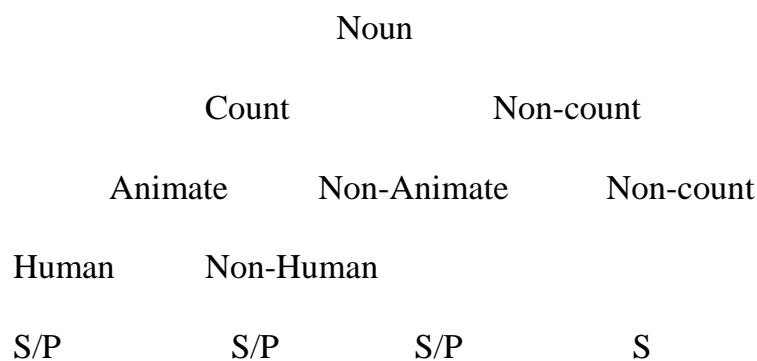 Noun
Count Non-count
Animate Non-Animate Non-count
Human Non-Human
S/P S/P S/P S